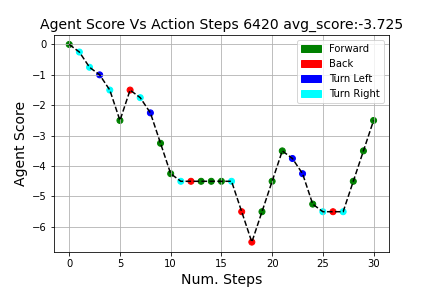 Agent Score Vs Action Steps 6420 avg_score:-3.725
Forward
Back
Turn Left
Turn Right
Agent Score
0
−1
−2
−3
−4
−5
−6
0 5 10 15 20 25 30
Num. Steps